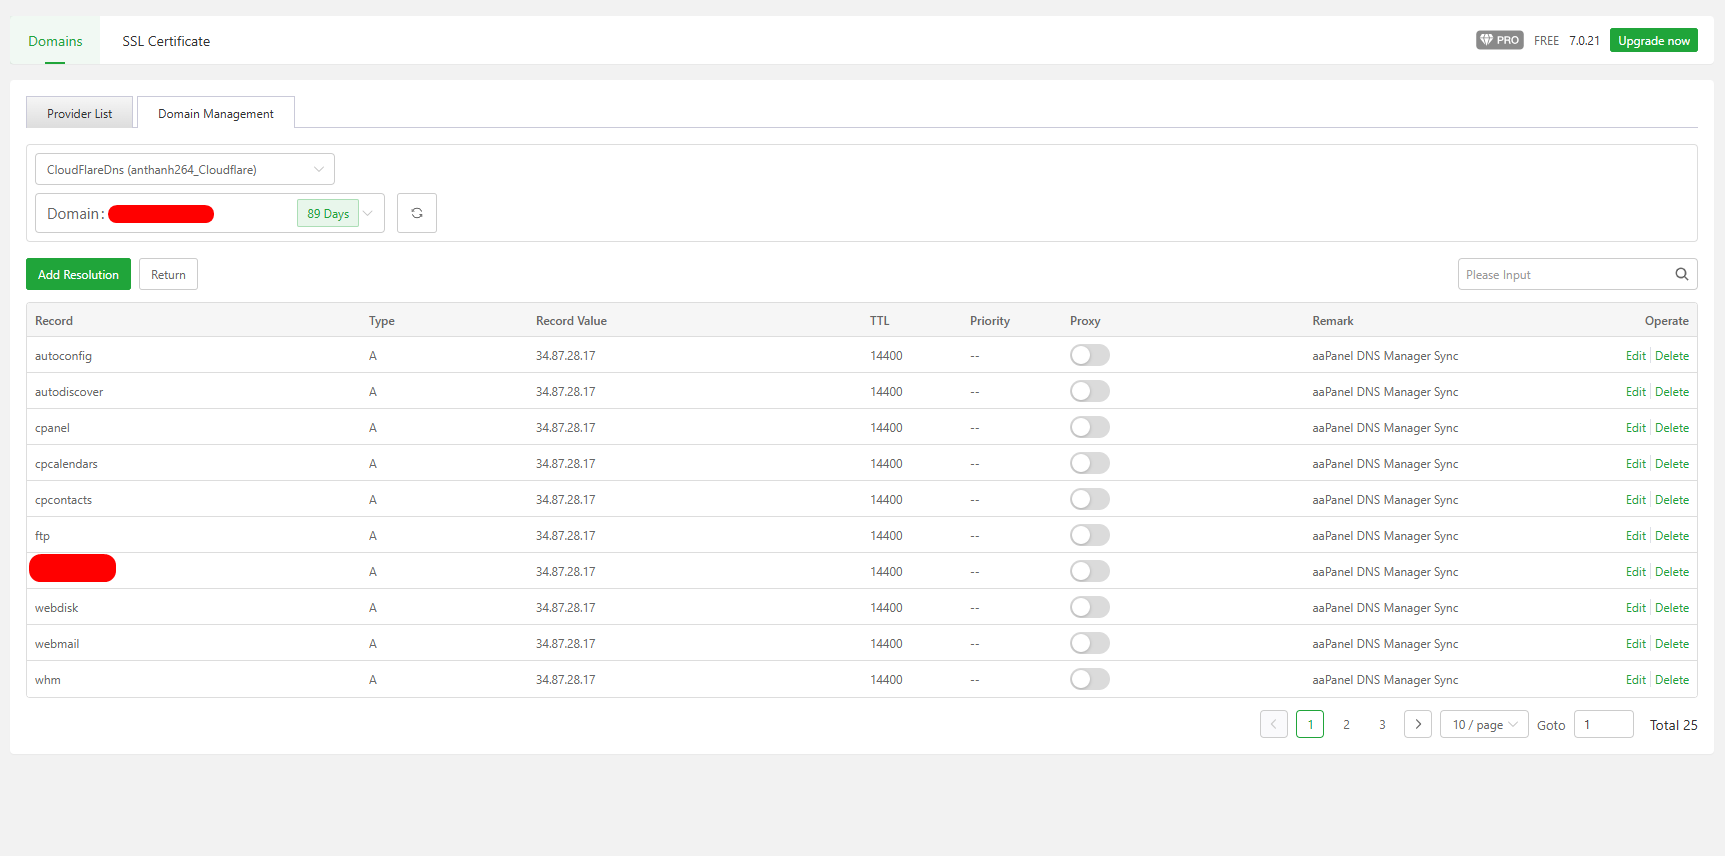 Domains SSL Certificate PRO FREE 7.0.21 Upgrade now
Provider List Domain Management
CloudFlareDns (anthanh264_Cloudflare)
Domain: 89 Days
Add Resolution Return Please Input
Record Type Record Value TTL Priority Proxy Remark Operate
autoconfig A 34.87.28.17 14400 -- aaPanel DNS Manager Sync Edit Delete
autodiscover A 34.87.28.17 14400 -- aaPanel DNS Manager Sync Edit Delete
cpanel A 34.87.28.17 14400 -- aaPanel DNS Manager Sync Edit Delete
cpcalendars A 34.87.28.17 14400 -- aaPanel DNS Manager Sync Edit Delete
cpcontacts A 34.87.28.17 14400 -- aaPanel DNS Manager Sync Edit Delete
ftp A 34.87.28.17 14400 -- aaPanel DNS Manager Sync Edit Delete
A 34.87.28.17 14400 -- aaPanel DNS Manager Sync Edit Delete
webdisk A 34.87.28.17 14400 -- aaPanel DNS Manager Sync Edit Delete
webmail A 34.87.28.17 14400 -- aaPanel DNS Manager Sync Edit Delete
whm A 34.87.28.17 14400 -- aaPanel DNS Manager Sync Edit Delete
1 2 3 10 / page Goto 1 Total 25